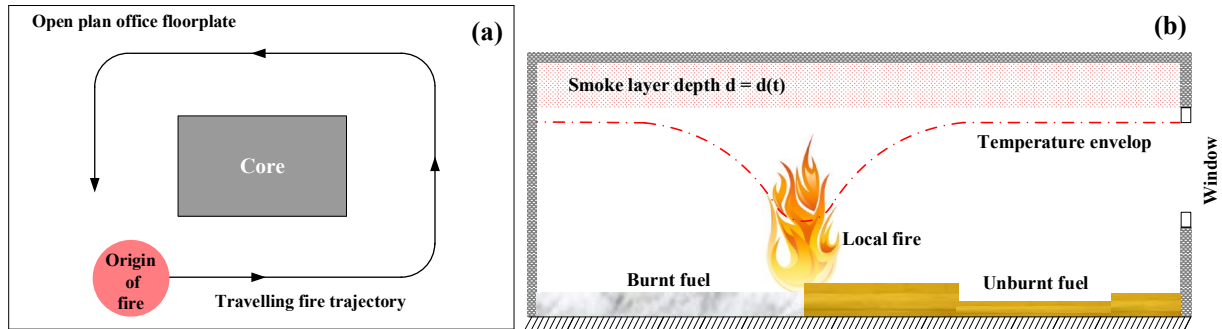 Open plan office floorplate
(a)
Core
Origin
of
fire
Travelling fire trajectory
(b)
Smoke layer depth d = d(t)
Temperature envelop
Window
Local fire
Burnt fuel
Unburnt fuel